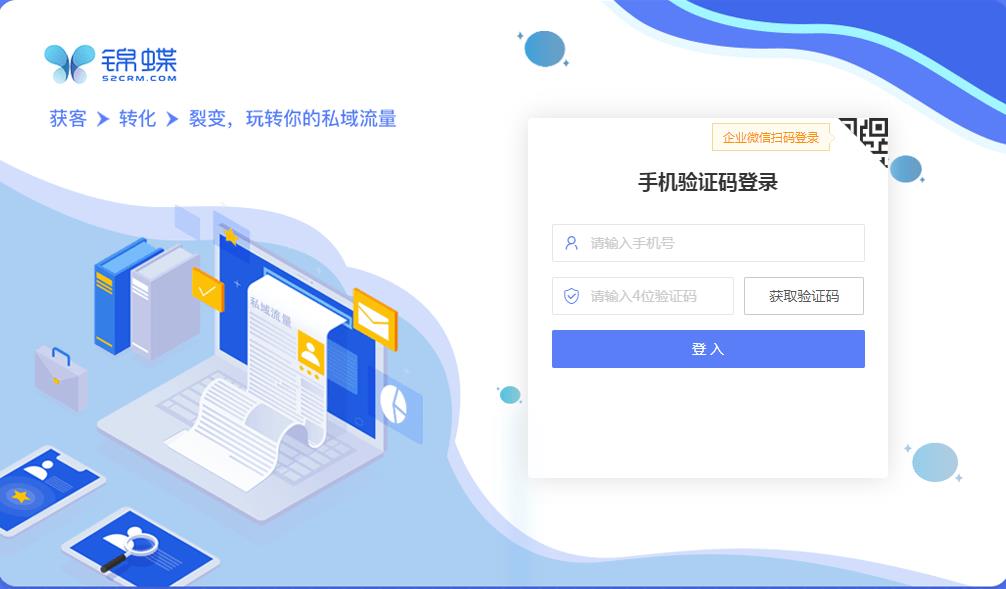 锦蝶
S2CRM.COM
获客 > 转化 > 裂变，玩转你的私域流量
企业微信扫码登录
手机验证码登录
请输入手机号
请输入4位验证码
获取验证码
登 入
私域流量